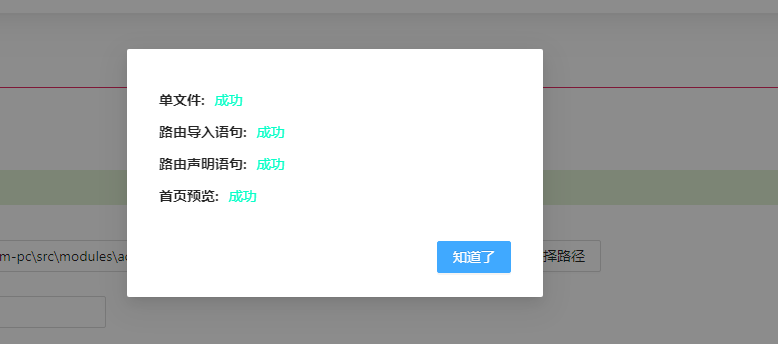 单文件: 成功
路由导入语句: 成功
路由声明语句: 成功
首页预览: 成功
m-pc\src\modules\ac
择路径
知道了